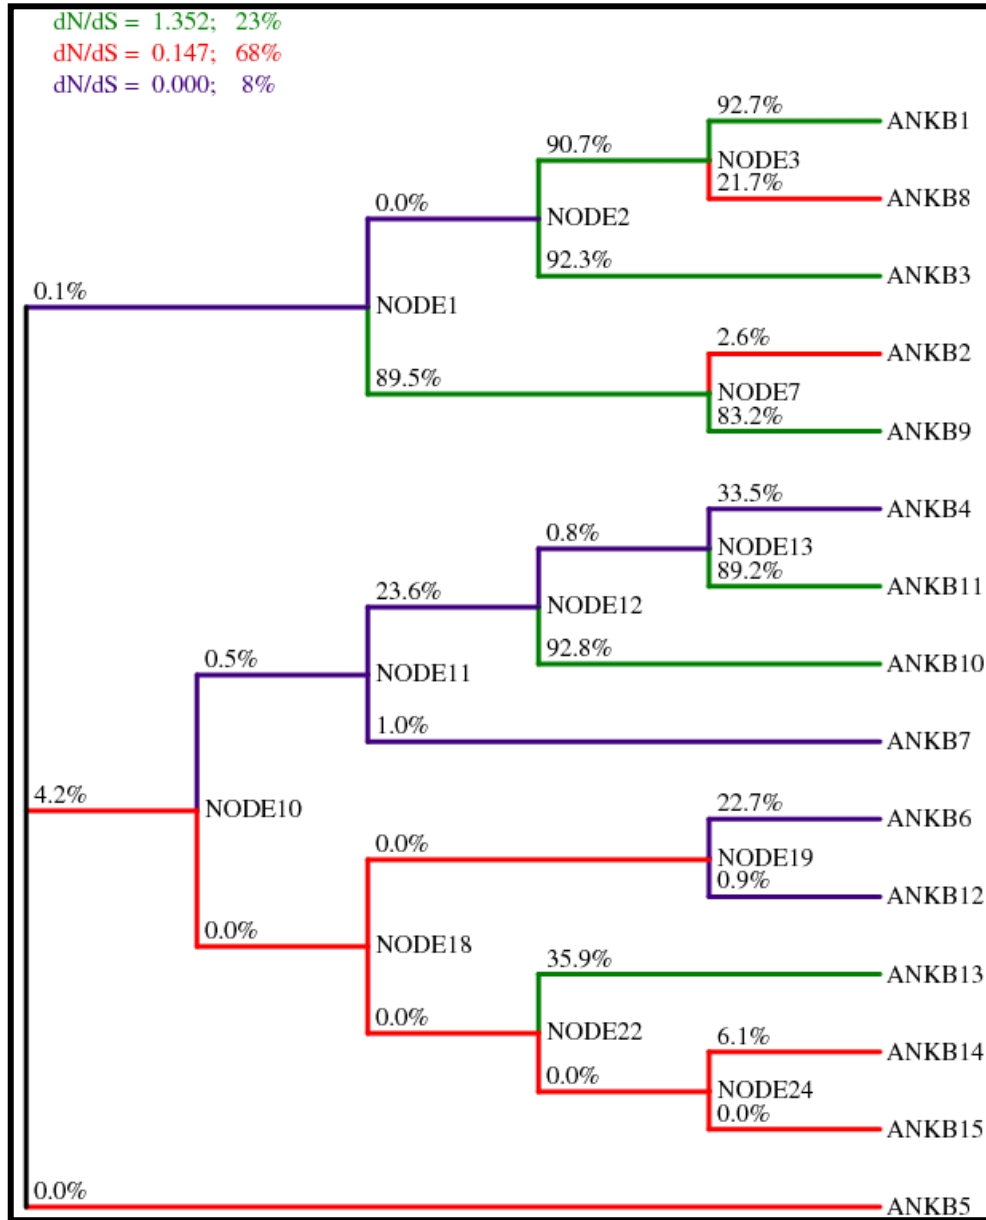 dN/dS = 1.352; 23%
dN/dS = 0.147; 68%
dN/dS = 0.000; 8%
92.7%
ANKB1
90.7%
NODE3
21.7%
ANKB8
0.0%
NODE2
92.3%
ANKB3
0.1%
NODE1
2.6%
ANKB2
89.5%
NODE7
83.2%
ANKB9
33.5%
ANKB4
0.8%
NODE13
89.2%
ANKB11
23.6%
NODE12
92.8%
ANKB10
0.5%
NODE11
1.0%
ANKB7
4.2%
NODE10
22.7%
ANKB6
0.0%
NODE19
0.9%
ANKB12
0.0%
NODE18
35.9%
ANKB13
0.0%
NODE22
6.1%
ANKB14
0.0%
NODE24
0.0%
ANKB15
0.0%
ANKB5